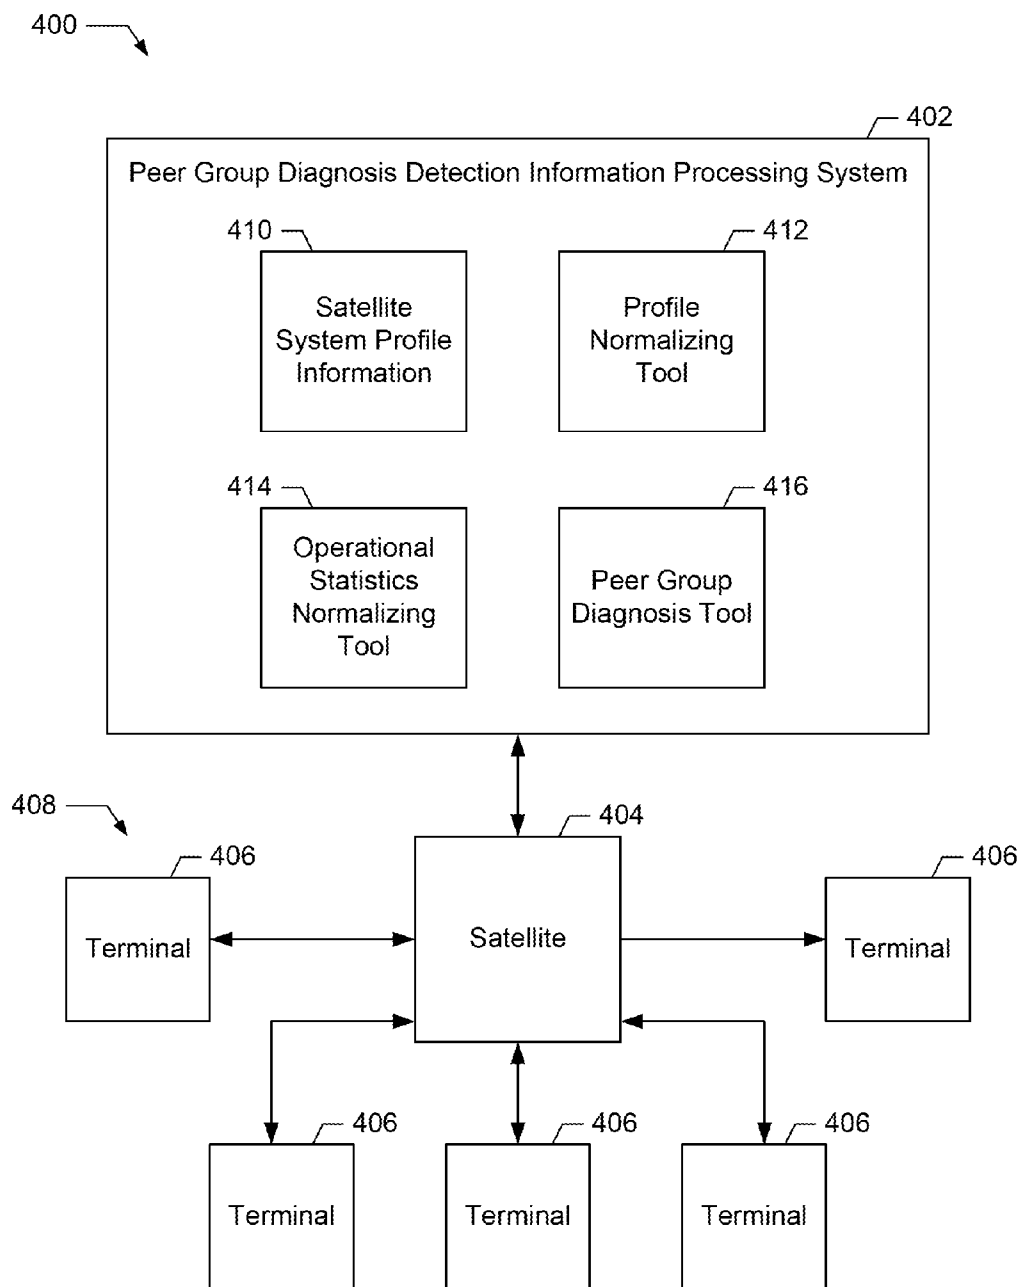 400
402
Peer Group Diagnosis Detection Information Processing System
410
412
Satellite
System Profile
Information
Profile
Normalizing
Tool
414
416
Operational
Statistics
Normalizing
Tool
Peer Group
Diagnosis Tool
408
404
406
406
Terminal
Satellite
Terminal
406
406
406
Terminal
Terminal
Terminal